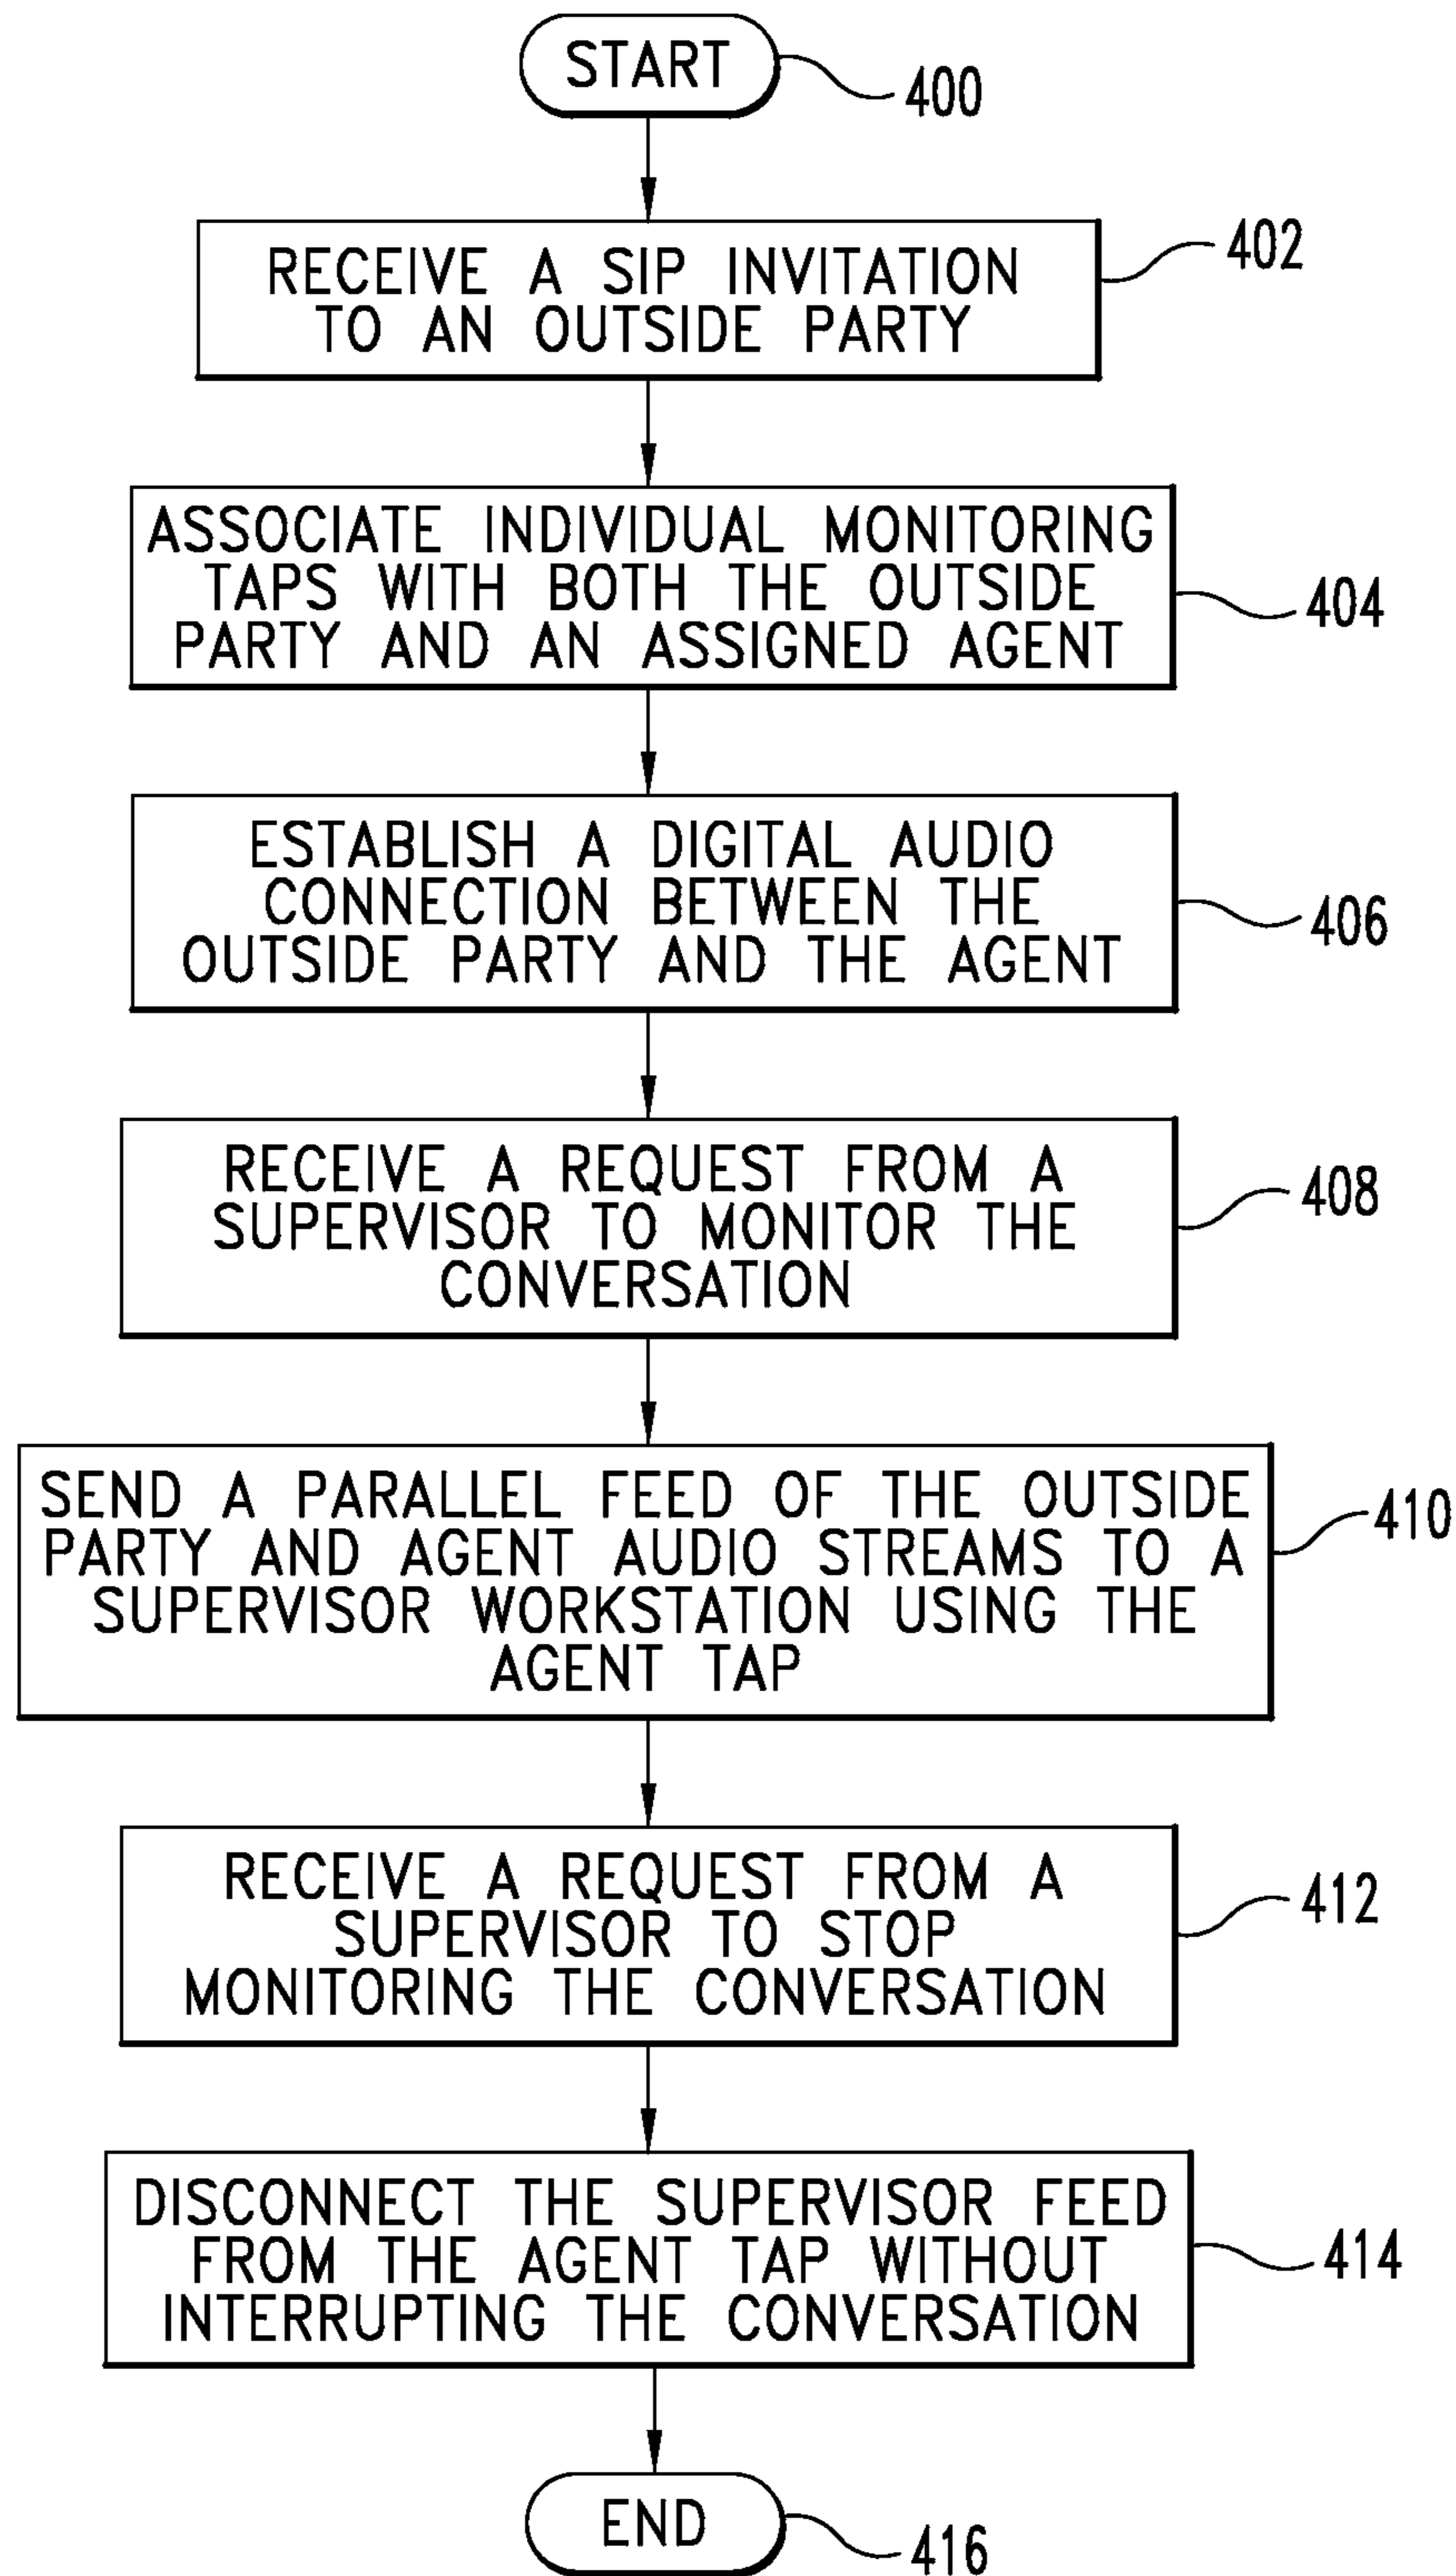 START
400
RECEIVE A SIP INVITATION
TO AN OUTSIDE PARTY
402
ASSOCIATE INDIVIDUAL MONITORING
TAPS WITH BOTH THE OUTSIDE
PARTY AND AN ASSIGNED AGENT
404
ESTABLISH A DIGITAL AUDIO
CONNECTION BETWEEN THE
OUTSIDE PARTY AND THE AGENT
406
RECEIVE A REQUEST FROM A
SUPERVISOR TO MONITOR THE
CONVERSATION
408
SEND A PARALLEL FEED OF THE OUTSIDE
PARTY AND AGENT AUDIO STREAMS TO A
SUPERVISOR WORKSTATION USING THE
AGENT TAP
410
RECEIVE A REQUEST FROM A
SUPERVISOR TO STOP
MONITORING THE CONVERSATION
412
DISCONNECT THE SUPERVISOR FEED
FROM THE AGENT TAP WITHOUT
INTERRUPTING THE CONVERSATION
414
END
416